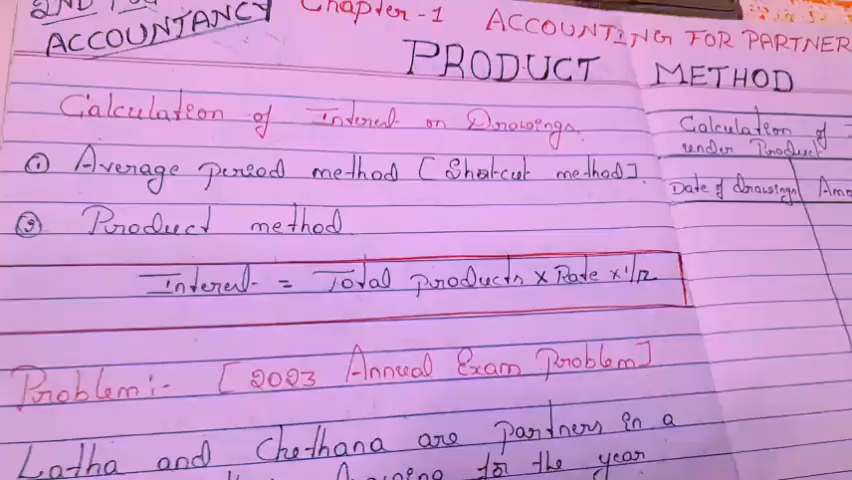 2ND
ACCOUNTANCY
Chapter-1 ACCOUNTING FOR PARTNER
PRODUCT METHOD
Calculation of Interest on Drawings.
① Average period method [Shortcut method].
② Product method
Interest = Total products × Rate × 1/12
Problem:- [2023 Annual Exam Problem]
Latha and Chethana are partners in a
for the year
Calculation of
under Product
Date of drawings Amo